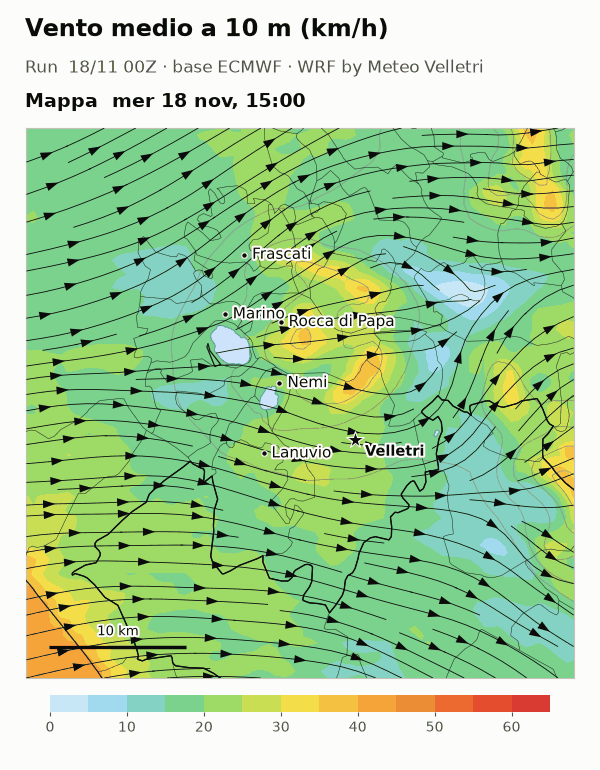 Vento medio a 10 m (km/h)
Run  18/11 00Z · base ECMWF · WRF by Meteo Velletri
Mappa  mer 18 nov, 15:00
Frascati
Marino
Rocca di Papa
Nemi
Velletri
Lanuvio
10 km
0 10 20 30 40 50 60